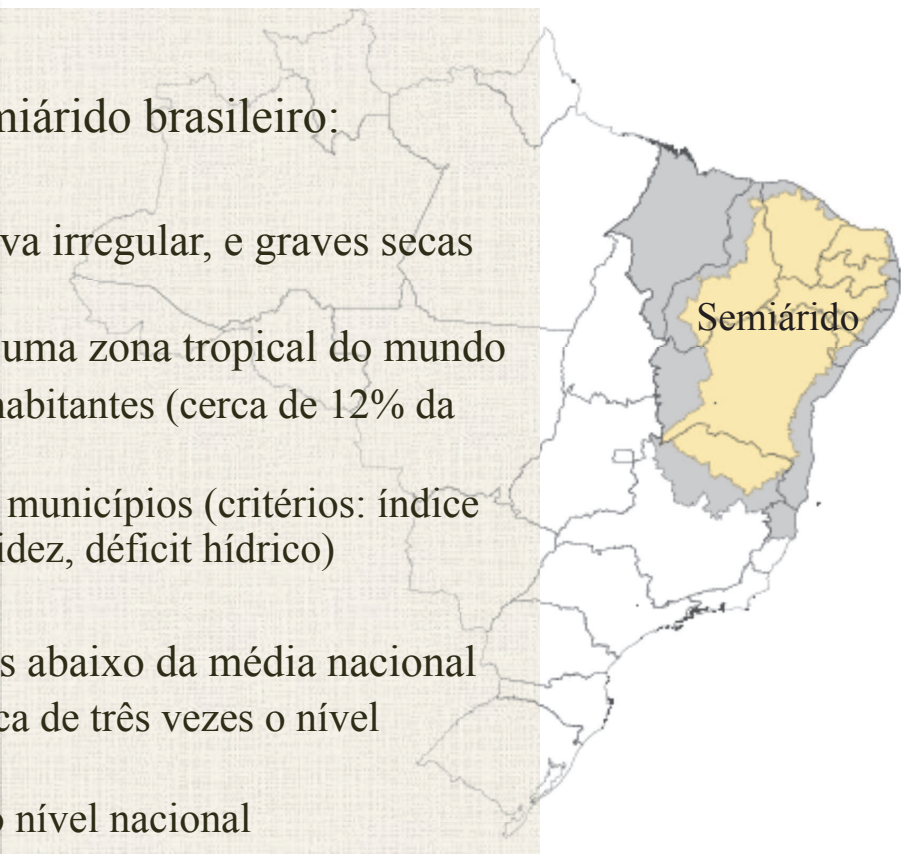 miárido brasileiro:
va irregular, e graves secas
uma zona tropical do mundo
habitantes (cerca de 12% da
municípios (critérios: índice
idez, déficit hídrico)
s abaixo da média nacional
ca de três vezes o nível
o nível nacional
Semiárido